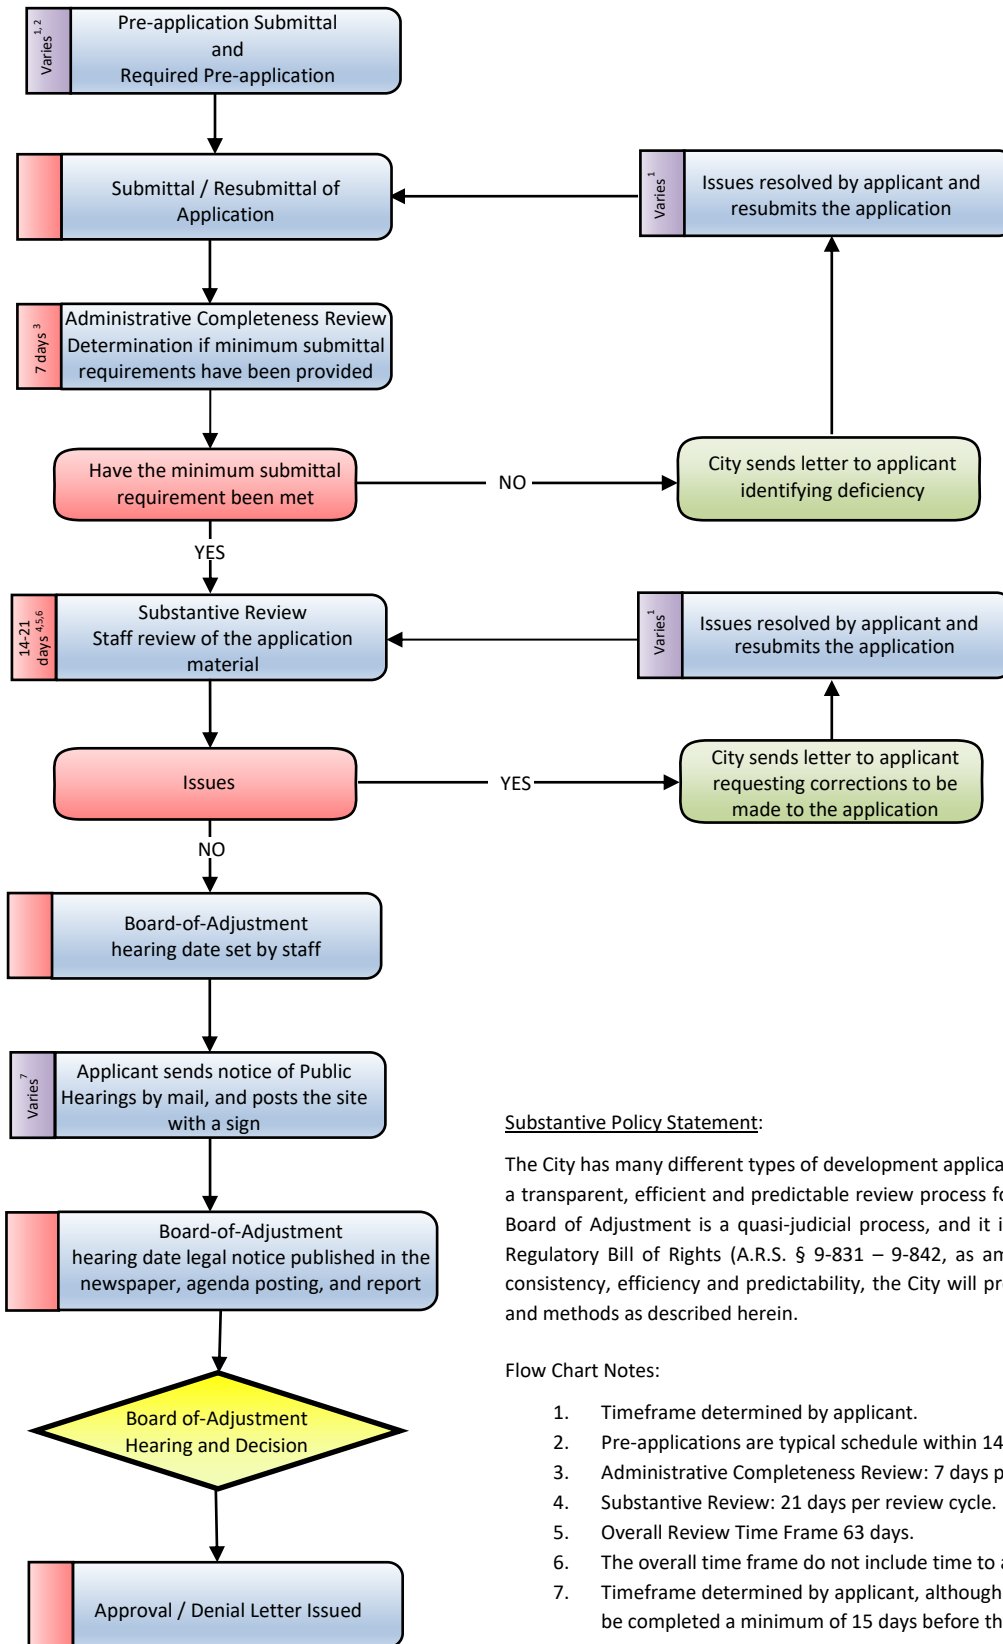 Varies 1, 2
Pre-application Submittal
and
Required Pre-application
Submittal / Resubmittal of
Application
Varies 1
Issues resolved by applicant and
resubmits the application
7 days 3
Administrative Completeness Review
Determination if minimum submittal
requirements have been provided
Have the minimum submittal
requirement been met
NO
City sends letter to applicant
identifying deficiency
YES
14-21
days 4,5,6
Substantive Review
Staff review of the application
material
Varies 1
Issues resolved by applicant and
resubmits the application
Issues
YES
City sends letter to applicant
requesting corrections to be
made to the application
NO
Board-of-Adjustment
hearing date set by staff
Varies 7
Applicant sends notice of Public
Hearings by mail, and posts the site
with a sign
Board-of-Adjustment
hearing date legal notice published in the
newspaper, agenda posting, and report
Board of-Adjustment
Hearing and Decision
Approval / Denial Letter Issued
Substantive Policy Statement:
The City has many different types of development applica
a transparent, efficient and predictable review process fo
Board of Adjustment is a quasi-judicial process, and it i
Regulatory Bill of Rights (A.R.S. § 9-831 – 9-842, as am
consistency, efficiency and predictability, the City will pr
and methods as described herein.
Flow Chart Notes:
1. Timeframe determined by applicant.
2. Pre-applications are typical schedule within 14
3. Administrative Completeness Review: 7 days p
4. Substantive Review: 21 days per review cycle.
5. Overall Review Time Frame 63 days.
6. The overall time frame do not include time to a
7. Timeframe determined by applicant, although
be completed a minimum of 15 days before th